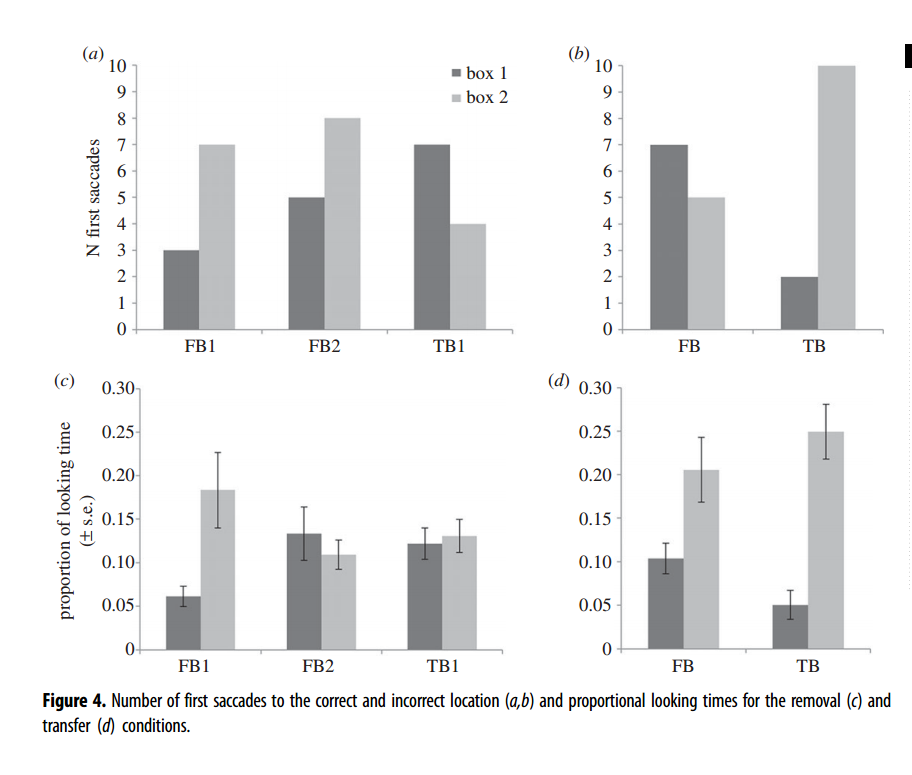 (a)
10
9
8
7
6
5
4
3
2
1
0
N first saccades
box 1
box 2
FB1 FB2 TB1
(b)
10
9
8
7
6
5
4
3
2
1
0
FB TB
(c)
0.30
0.25
0.20
0.15
0.10
0.05
0
proportion of looking time
(± s.e.)
FB1 FB2 TB1
(d)
0.30
0.25
0.20
0.15
0.10
0.05
0
FB TB
Figure 4. Number of first saccades to the correct and incorrect location (a,b) and proportional looking times for the removal (c) and
transfer (d) conditions.